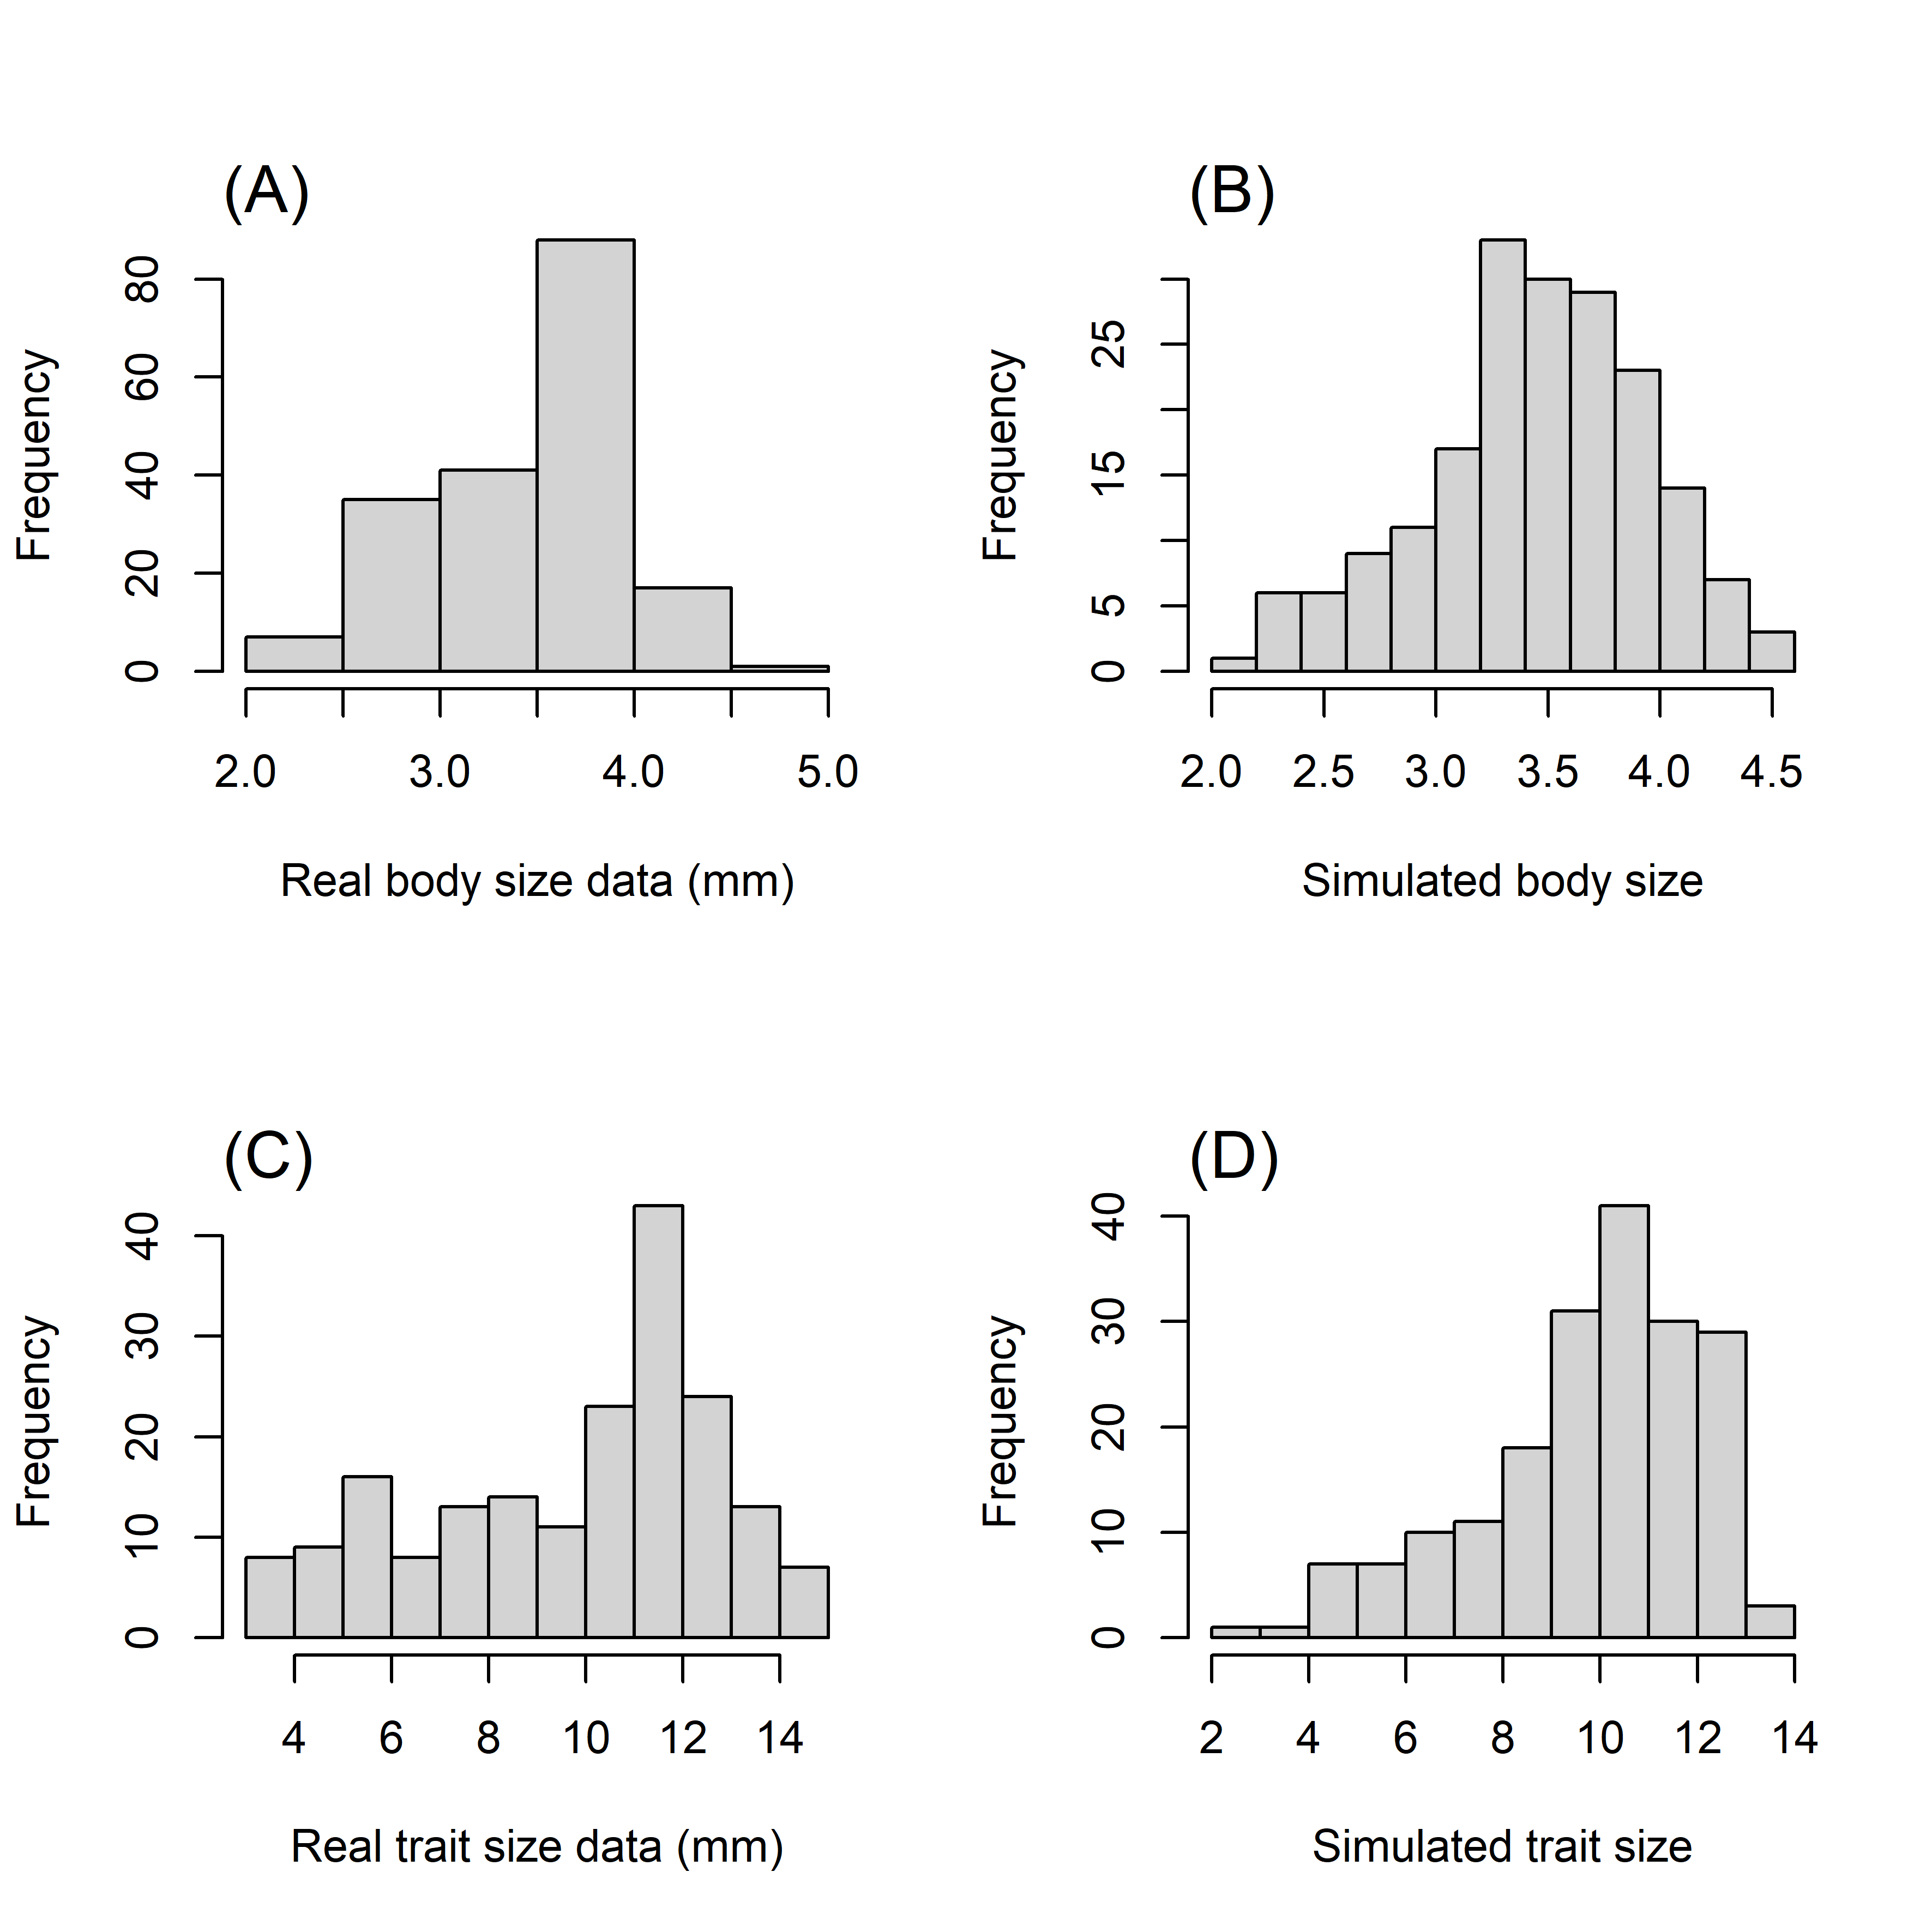 (A)
Frequency
0 20 40 60 80
2.0 3.0 4.0 5.0
Real body size data (mm)
(B)
Frequency
0 5 15 25
2.0 2.5 3.0 3.5 4.0 4.5
Simulated body size
(C)
Frequency
0 10 20 30 40
4 6 8 10 12 14
Real trait size data (mm)
(D)
Frequency
0 10 20 30 40
2 4 6 8 10 12 14
Simulated trait size